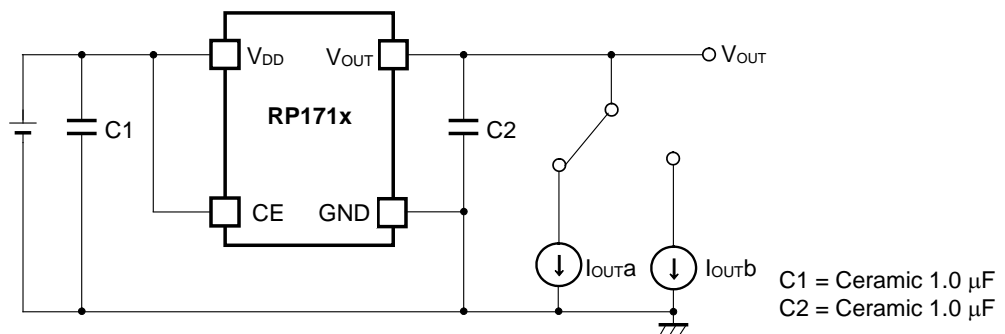 VDD
VOUT
VOUT
RP171x
C1
C2
CE
GND
IOUTa
IOUTb
C1 = Ceramic 1.0 μF
C2 = Ceramic 1.0 μF